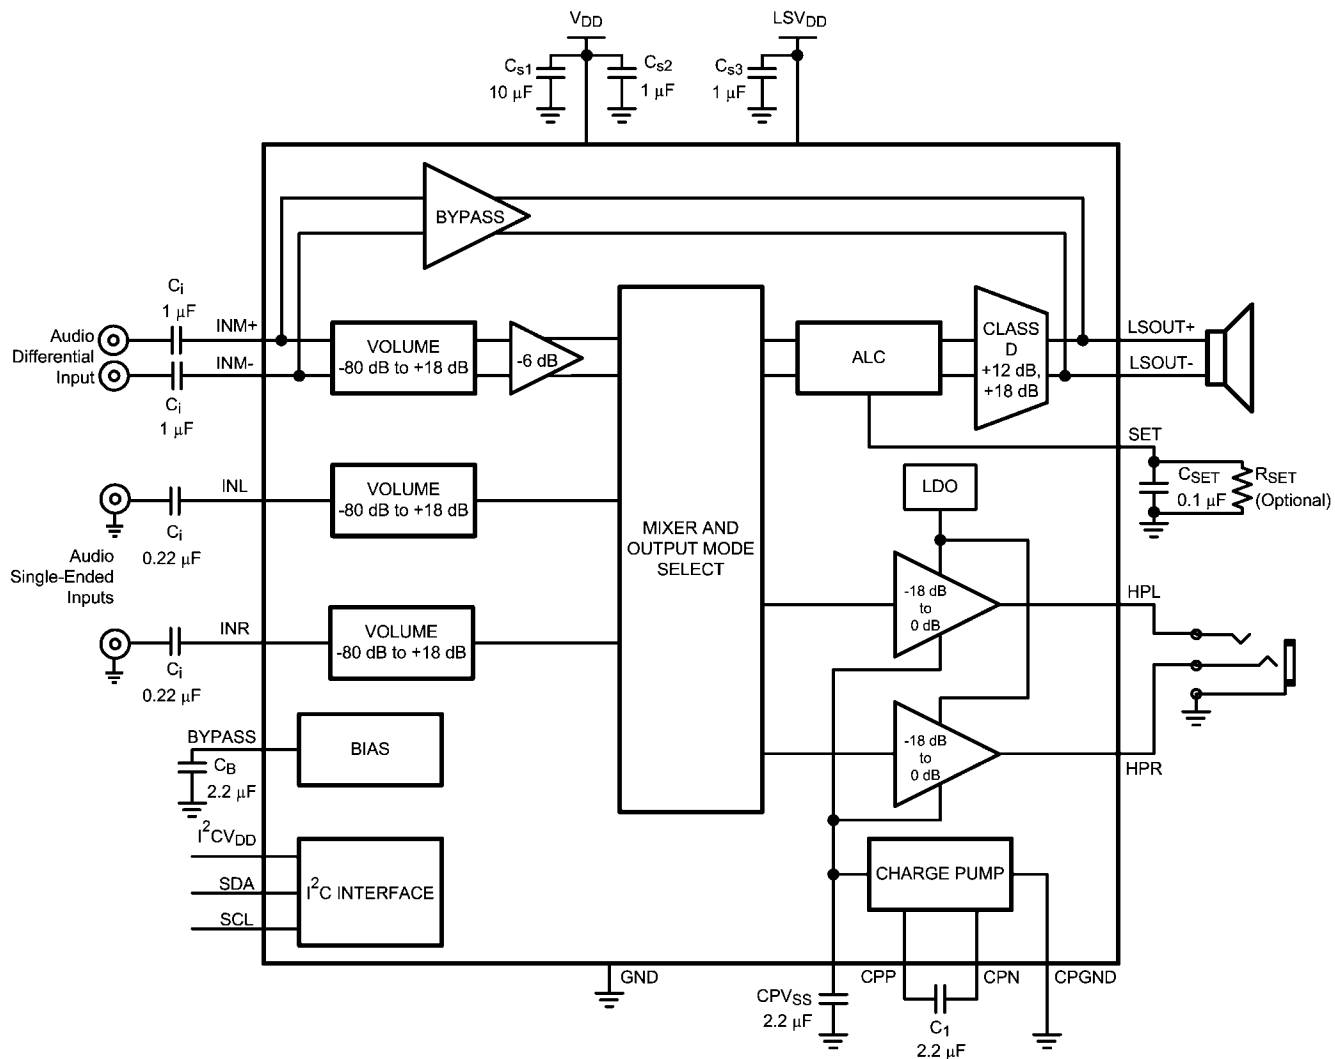 VDD
LSVDD
Cs1
10 µF
Cs2
1 µF
Cs3
1 µF
BYPASS
Ci
1 µF
Audio
Differential
Input
INM+
INM-
Ci
1 µF
VOLUME
-80 dB to +18 dB
-6 dB
ALC
CLASS
D
+12 dB,
+18 dB
LSOUT+
LSOUT-
SET
CSET
0.1 µF
RSET
(Optional)
INL
Ci
0.22 µF
VOLUME
-80 dB to +18 dB
MIXER AND
OUTPUT MODE
SELECT
LDO
Audio
Single-Ended
Inputs
-18 dB
to
0 dB
HPL
INR
Ci
0.22 µF
VOLUME
-80 dB to +18 dB
-18 dB
to
0 dB
HPR
BYPASS
CB
2.2 µF
BIAS
I²CVDD
SDA
SCL
I²C INTERFACE
CHARGE PUMP
GND
CPVSS
2.2 µF
CPP
CPN
CPGND
C1
2.2 µF